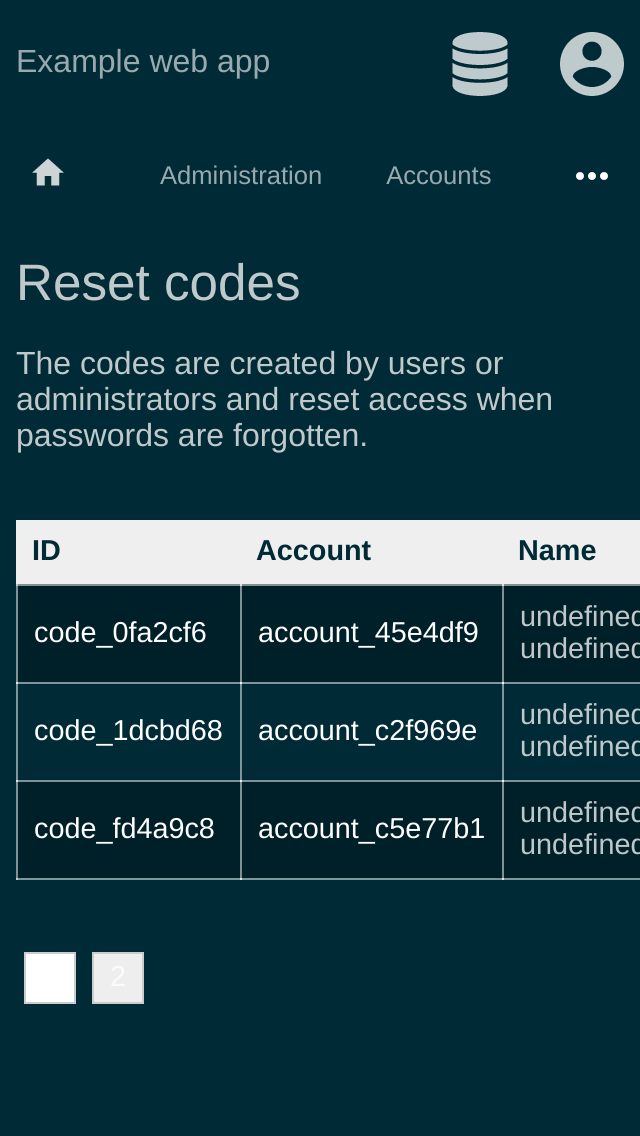 Example web app
Administration Accounts
Reset codes
The codes are created by users or
administrators and reset access when
passwords are forgotten.
ID Account Name
code_0fa2cf6 account_45e4df9 undefined
undefined
code_1dcbd68 account_c2f969e undefined
undefined
code_fd4a9c8 account_c5e77b1 undefined
undefined
2